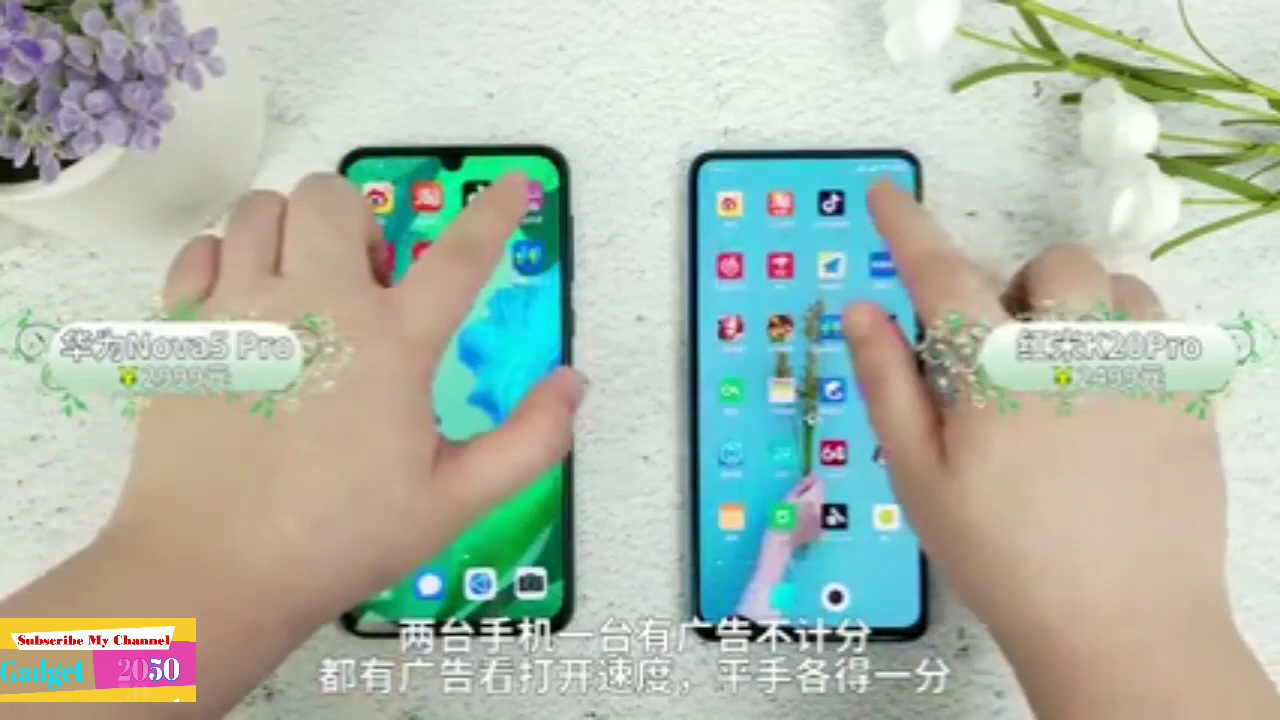 华为Nova5 Pro
2999元
红米K20Pro
2499元
64
两台手机一台有广告不计分
都有广告看打开速度，平手各得一分
Subscribe My Channel
Gadget 2050